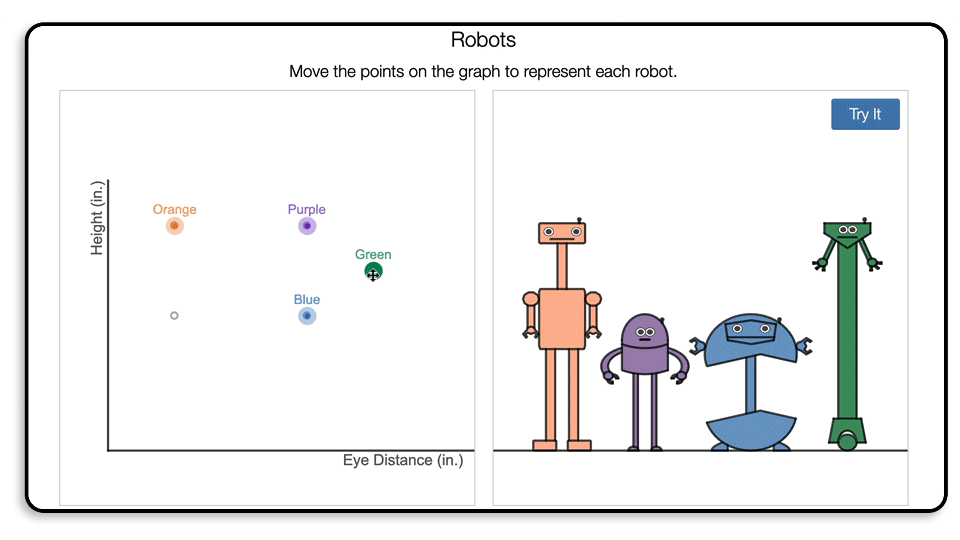 Robots
Move the points on the graph to represent each robot.
Try It
Height (in.)
Orange
Purple
Green
Blue
Eye Distance (in.)